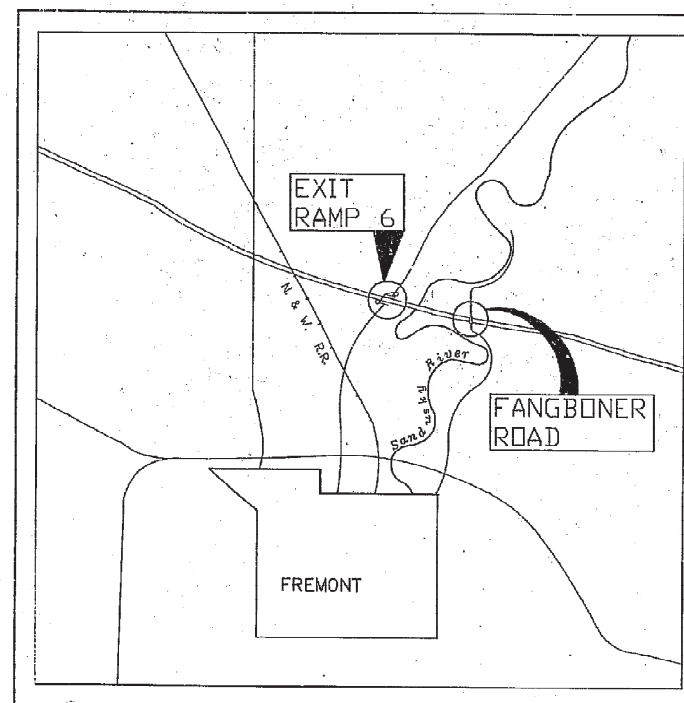 EXIT
RAMP 6
N. & W. R.R.
River
Sandusky
FANGBONER
ROAD
FREMONT